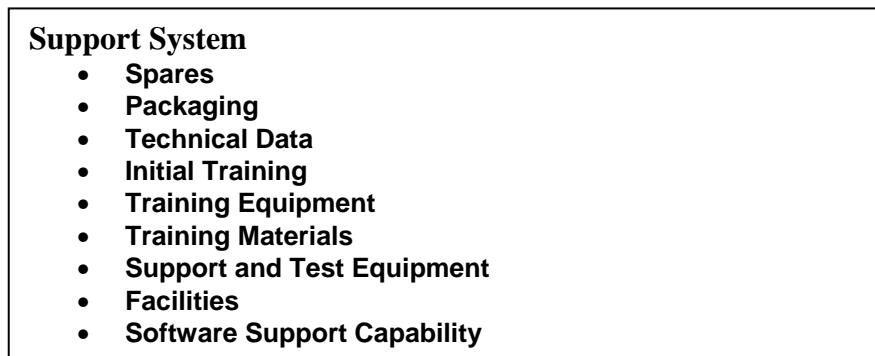 Support System
• Spares
• Packaging
• Technical Data
• Initial Training
• Training Equipment
• Training Materials
• Support and Test Equipment
• Facilities
• Software Support Capability